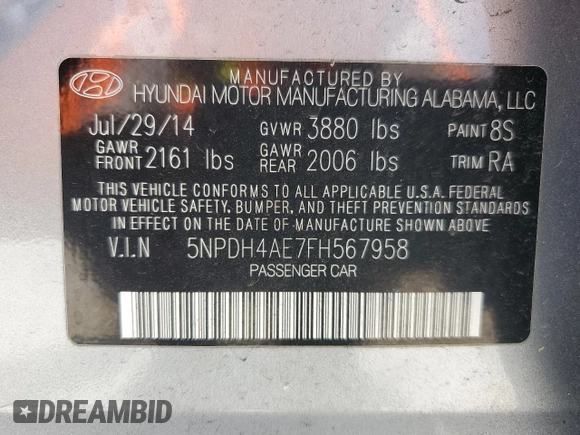 MANUFACTURED BY
HYUNDAI MOTOR MANUFACTURING ALABAMA, LLC
Jul/29/14 GVWR 3880 lbs PAINT 8S
GAWR FRONT 2161 lbs GAWR REAR 2006 lbs TRIM RA
THIS VEHICLE CONFORMS TO ALL APPLICABLE U.S.A. FEDERAL
MOTOR VEHICLE SAFETY, BUMPER, AND THEFT PREVENTION STANDARDS
IN EFFECT ON THE DATE OF MANUFACTURE SHOWN ABOVE
V.I.N 5NPDH4AE7FH567958
PASSENGER CAR
DREAMBID